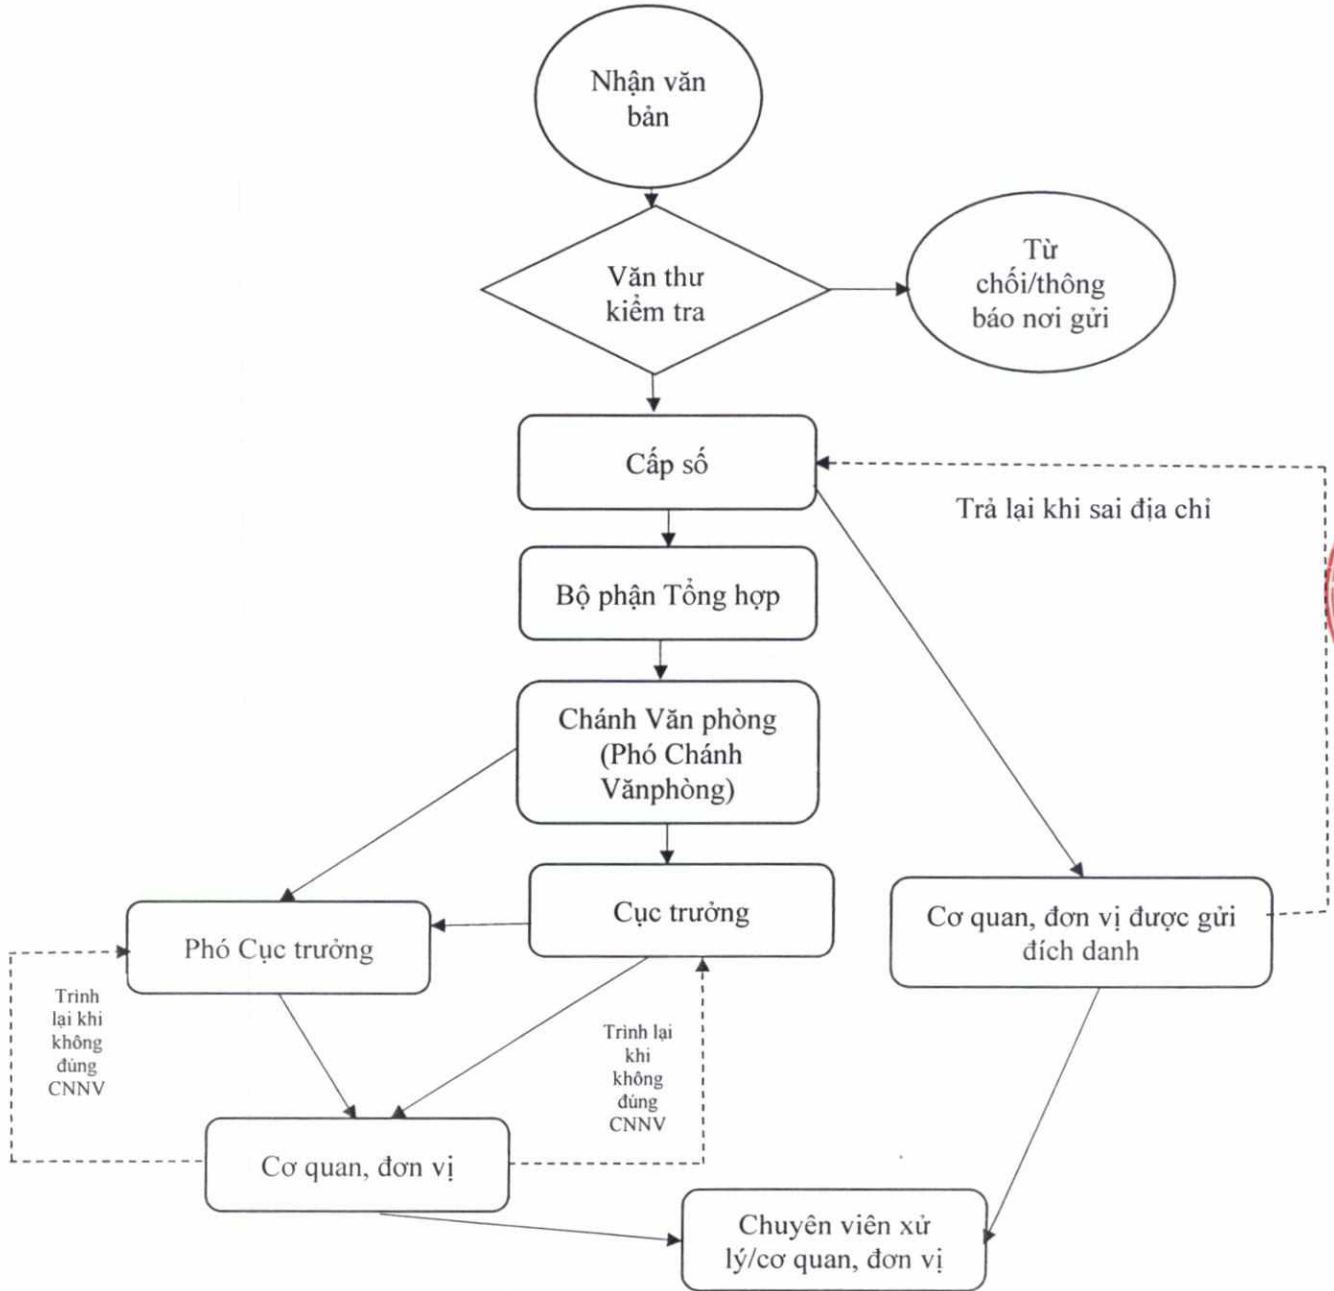 Nhận văn
bản
Văn thư
kiểm tra
Từ
chối/thông
báo nơi gửi
Cấp số
Trả lại khi sai địa chỉ
Bộ phận Tổng hợp
Chánh Văn phòng
(Phó Chánh
Vănphòng)
Cục trưởng
Phó Cục trưởng
Cơ quan, đơn vị được gửi
đích danh
Trình
lại khi
không
đúng
CNNV
Trình lại
khi
không
đúng
CNNV
Cơ quan, đơn vị
Chuyên viên xử
lý/cơ quan, đơn vị